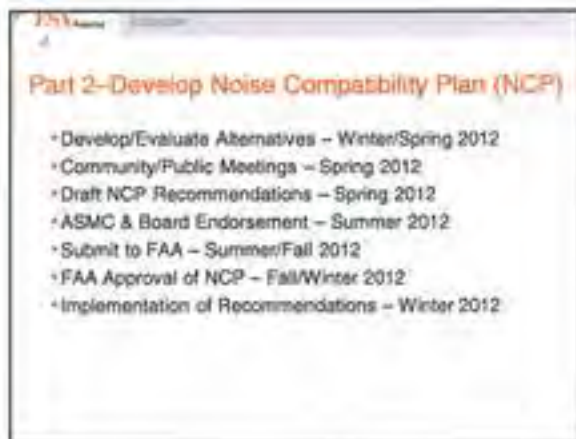 Part 2–Develop Noise Compatibility Plan (NCP)
•Develop/Evaluate Alternatives – Winter/Spring 2012
•Community/Public Meetings – Spring 2012
•Draft NCP Recommendations – Spring 2012
•ASMC & Board Endorsement – Summer 2012
•Submit to FAA – Summer/Fall 2012
•FAA Approval of NCP – Fall/Winter 2012
•Implementation of Recommendations – Winter 2012